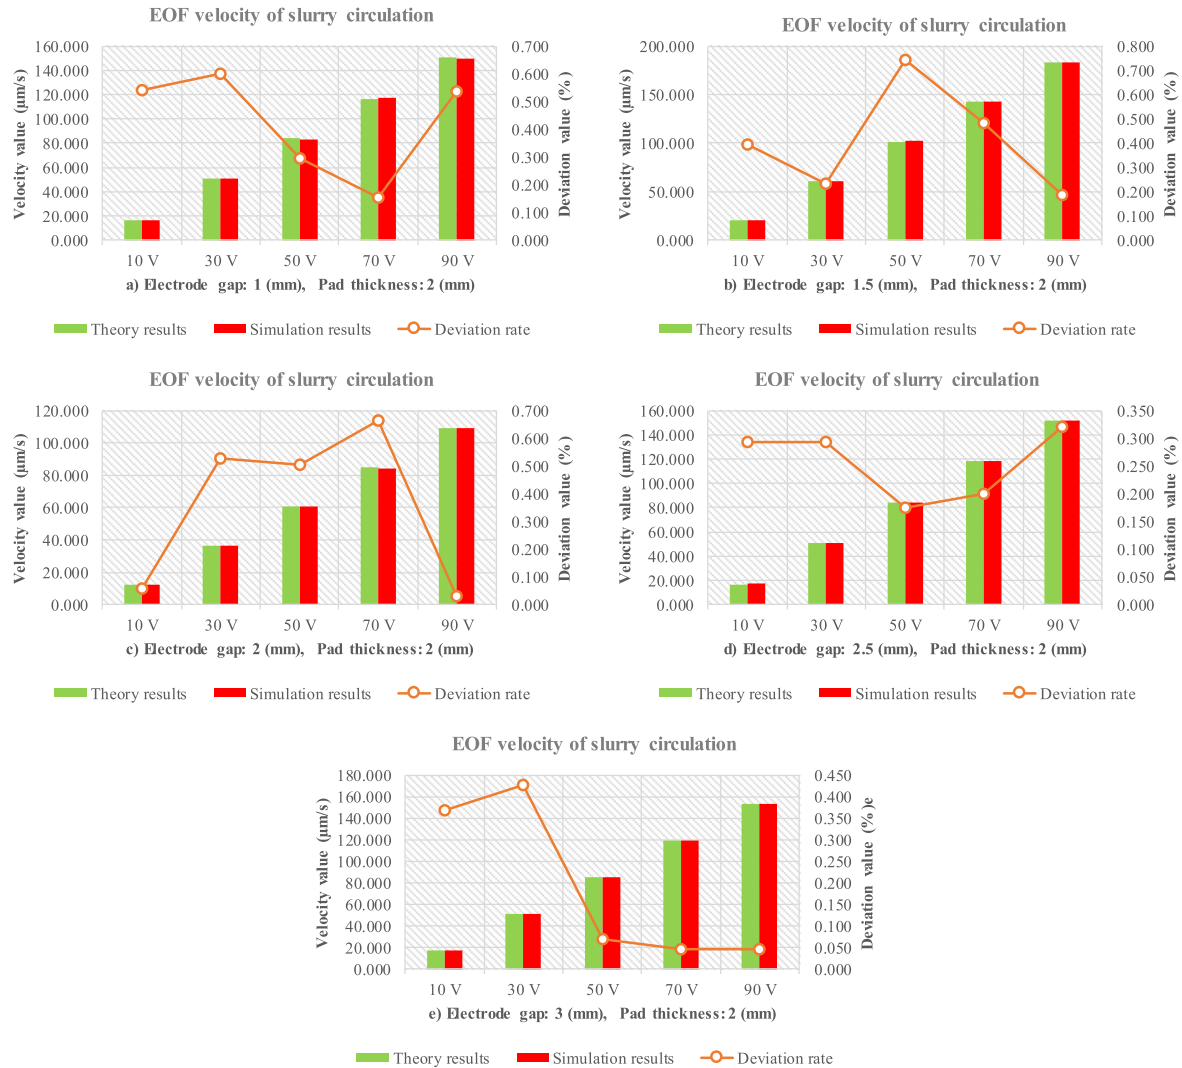 EOF velocity of slurry circulation
Velocity value (µm/s)
160.000
140.000
120.000
100.000
80.000
60.000
40.000
20.000
0.000
0.700
0.600
0.500
0.400
0.300
0.200
0.100
0.000
Deviation value (%)
10 V 30 V 50 V 70 V 90 V
a) Electrode gap: 1 (mm), Pad thickness: 2 (mm)
Theory results Simulation results Deviation rate
EOF velocity of slurry circulation
Velocity value (µm/s)
200.000
150.000
100.000
50.000
0.000
0.800
0.700
0.600
0.500
0.400
0.300
0.200
0.100
0.000
Deviation value (%)
10 V 30 V 50 V 70 V 90 V
b) Electrode gap: 1.5 (mm), Pad thickness: 2 (mm)
Theory results Simulation results Deviation rate
EOF velocity of slurry circulation
Velocity value (µm/s)
120.000
100.000
80.000
60.000
40.000
20.000
0.000
0.700
0.600
0.500
0.400
0.300
0.200
0.100
0.000
Deviation value (%)
10 V 30 V 50 V 70 V 90 V
c) Electrode gap: 2 (mm), Pad thickness: 2 (mm)
Theory results Simulation results Deviation rate
EOF velocity of slurry circulation
Velocity value (µm/s)
160.000
140.000
120.000
100.000
80.000
60.000
40.000
20.000
0.000
0.350
0.300
0.250
0.200
0.150
0.100
0.050
0.000
Deviation value (%)
10 V 30 V 50 V 70 V 90 V
d) Electrode gap: 2.5 (mm), Pad thickness: 2 (mm)
Theory results Simulation results Deviation rate
EOF velocity of slurry circulation
Velocity value (µm/s)
180.000
160.000
140.000
120.000
100.000
80.000
60.000
40.000
20.000
0.000
0.450
0.400
0.350
0.300
0.250
0.200
0.150
0.100
0.050
0.000
Deviation value (%)e
10 V 30 V 50 V 70 V 90 V
e) Electrode gap: 3 (mm), Pad thickness: 2 (mm)
Theory results Simulation results Deviation rate